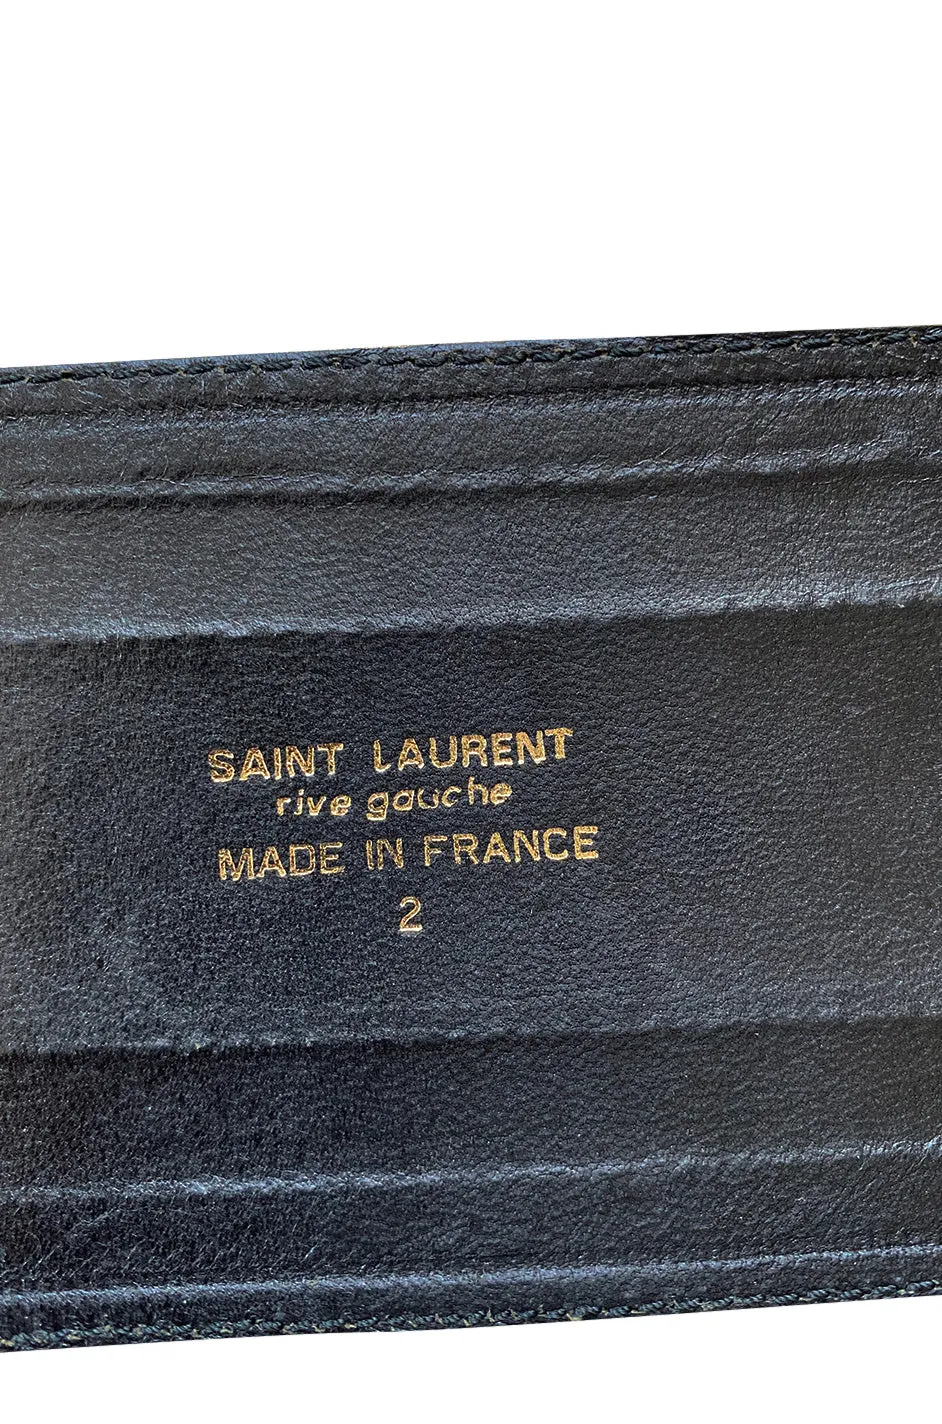 SAINT LAURENT
rive gauche
MADE IN FRANCE
2